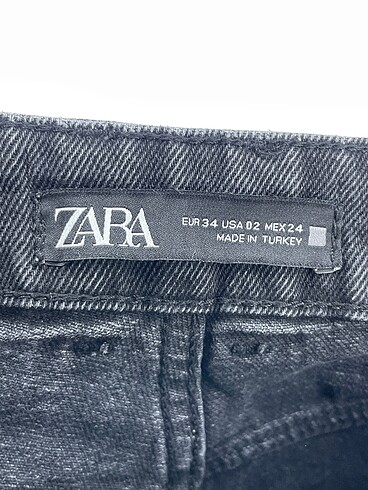 ZARA
EUR 34 USA 02 MEX 24
MADE IN TURKEY